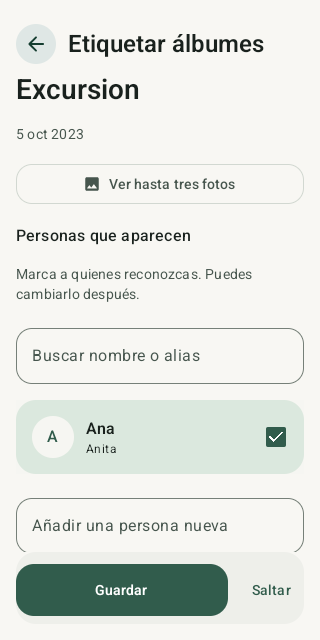 Etiquetar álbumes
Excursion
5 oct 2023
Ver hasta tres fotos
Personas que aparecen
Marca a quienes reconozcas. Puedes
cambiarlo después.
Buscar nombre o alias
A
Ana
Anita
Añadir una persona nueva
Guardar
Saltar